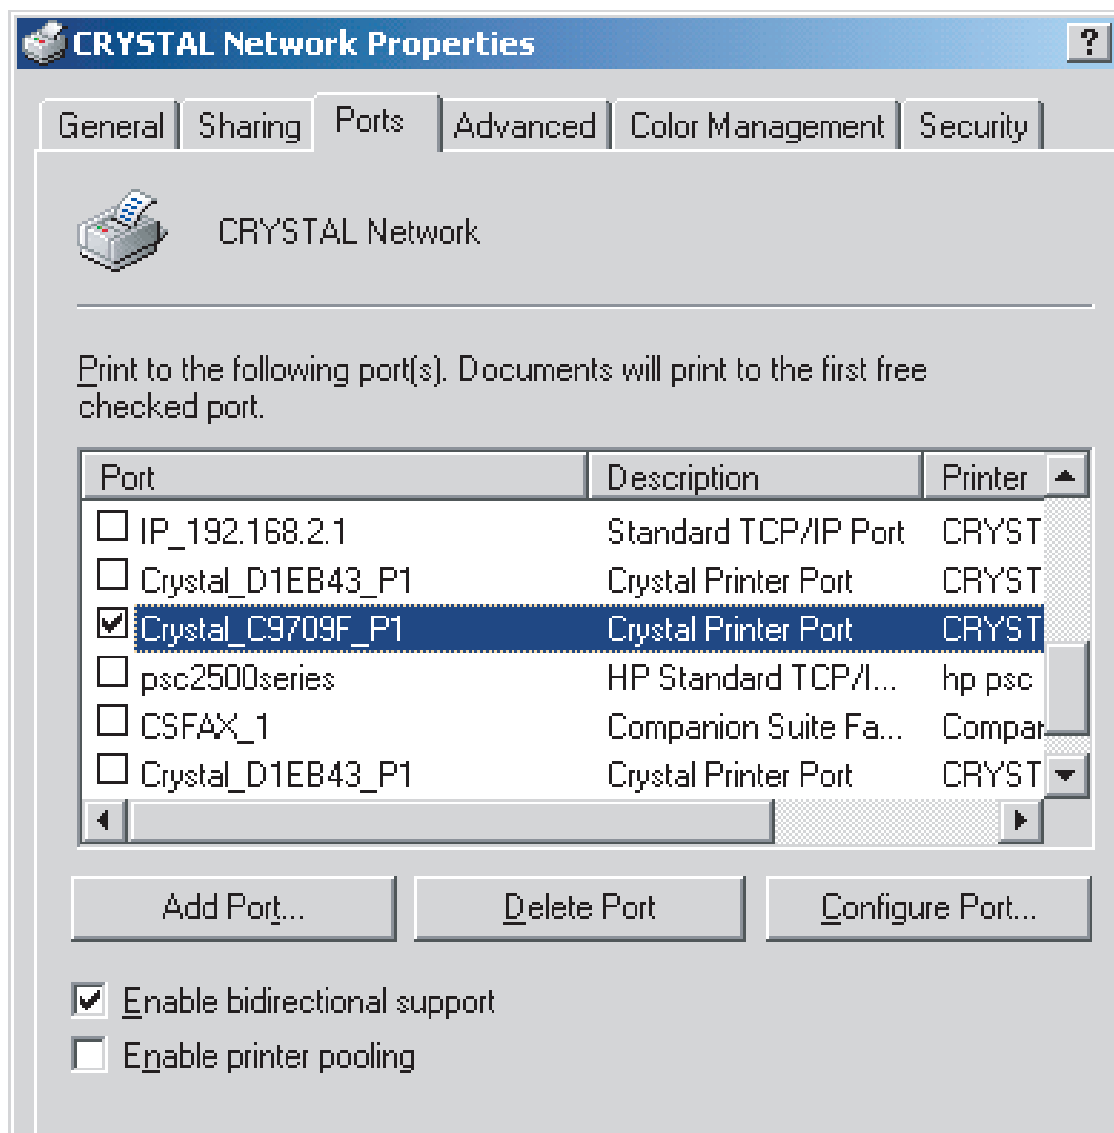 CRYSTAL Network Properties ?
General Sharing Ports Advanced Color Management Security
CRYSTAL Network
Print to the following port(s). Documents will print to the first free
checked port.
Port Description Printer
IP_192.168.2.1 Standard TCP/IP Port CRYST
Crystal_D1EB43_P1 Crystal Printer Port CRYST
Crystal_C9709F_P1 Crystal Printer Port CRYST
psc2500series HP Standard TCP/I... hp psc
CSFAX_1 Companion Suite Fa... Compar
Crystal_D1EB43_P1 Crystal Printer Port CRYST
Add Port... Delete Port Configure Port...
Enable bidirectional support
Enable printer pooling